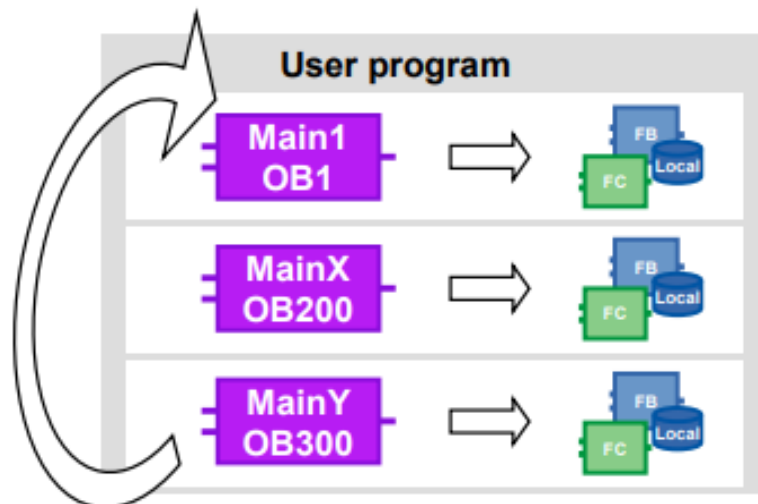 User program
Main1
OB1
FB
Local
FC
MainX
OB200
FB
Local
FC
MainY
OB300
FB
Local
FC